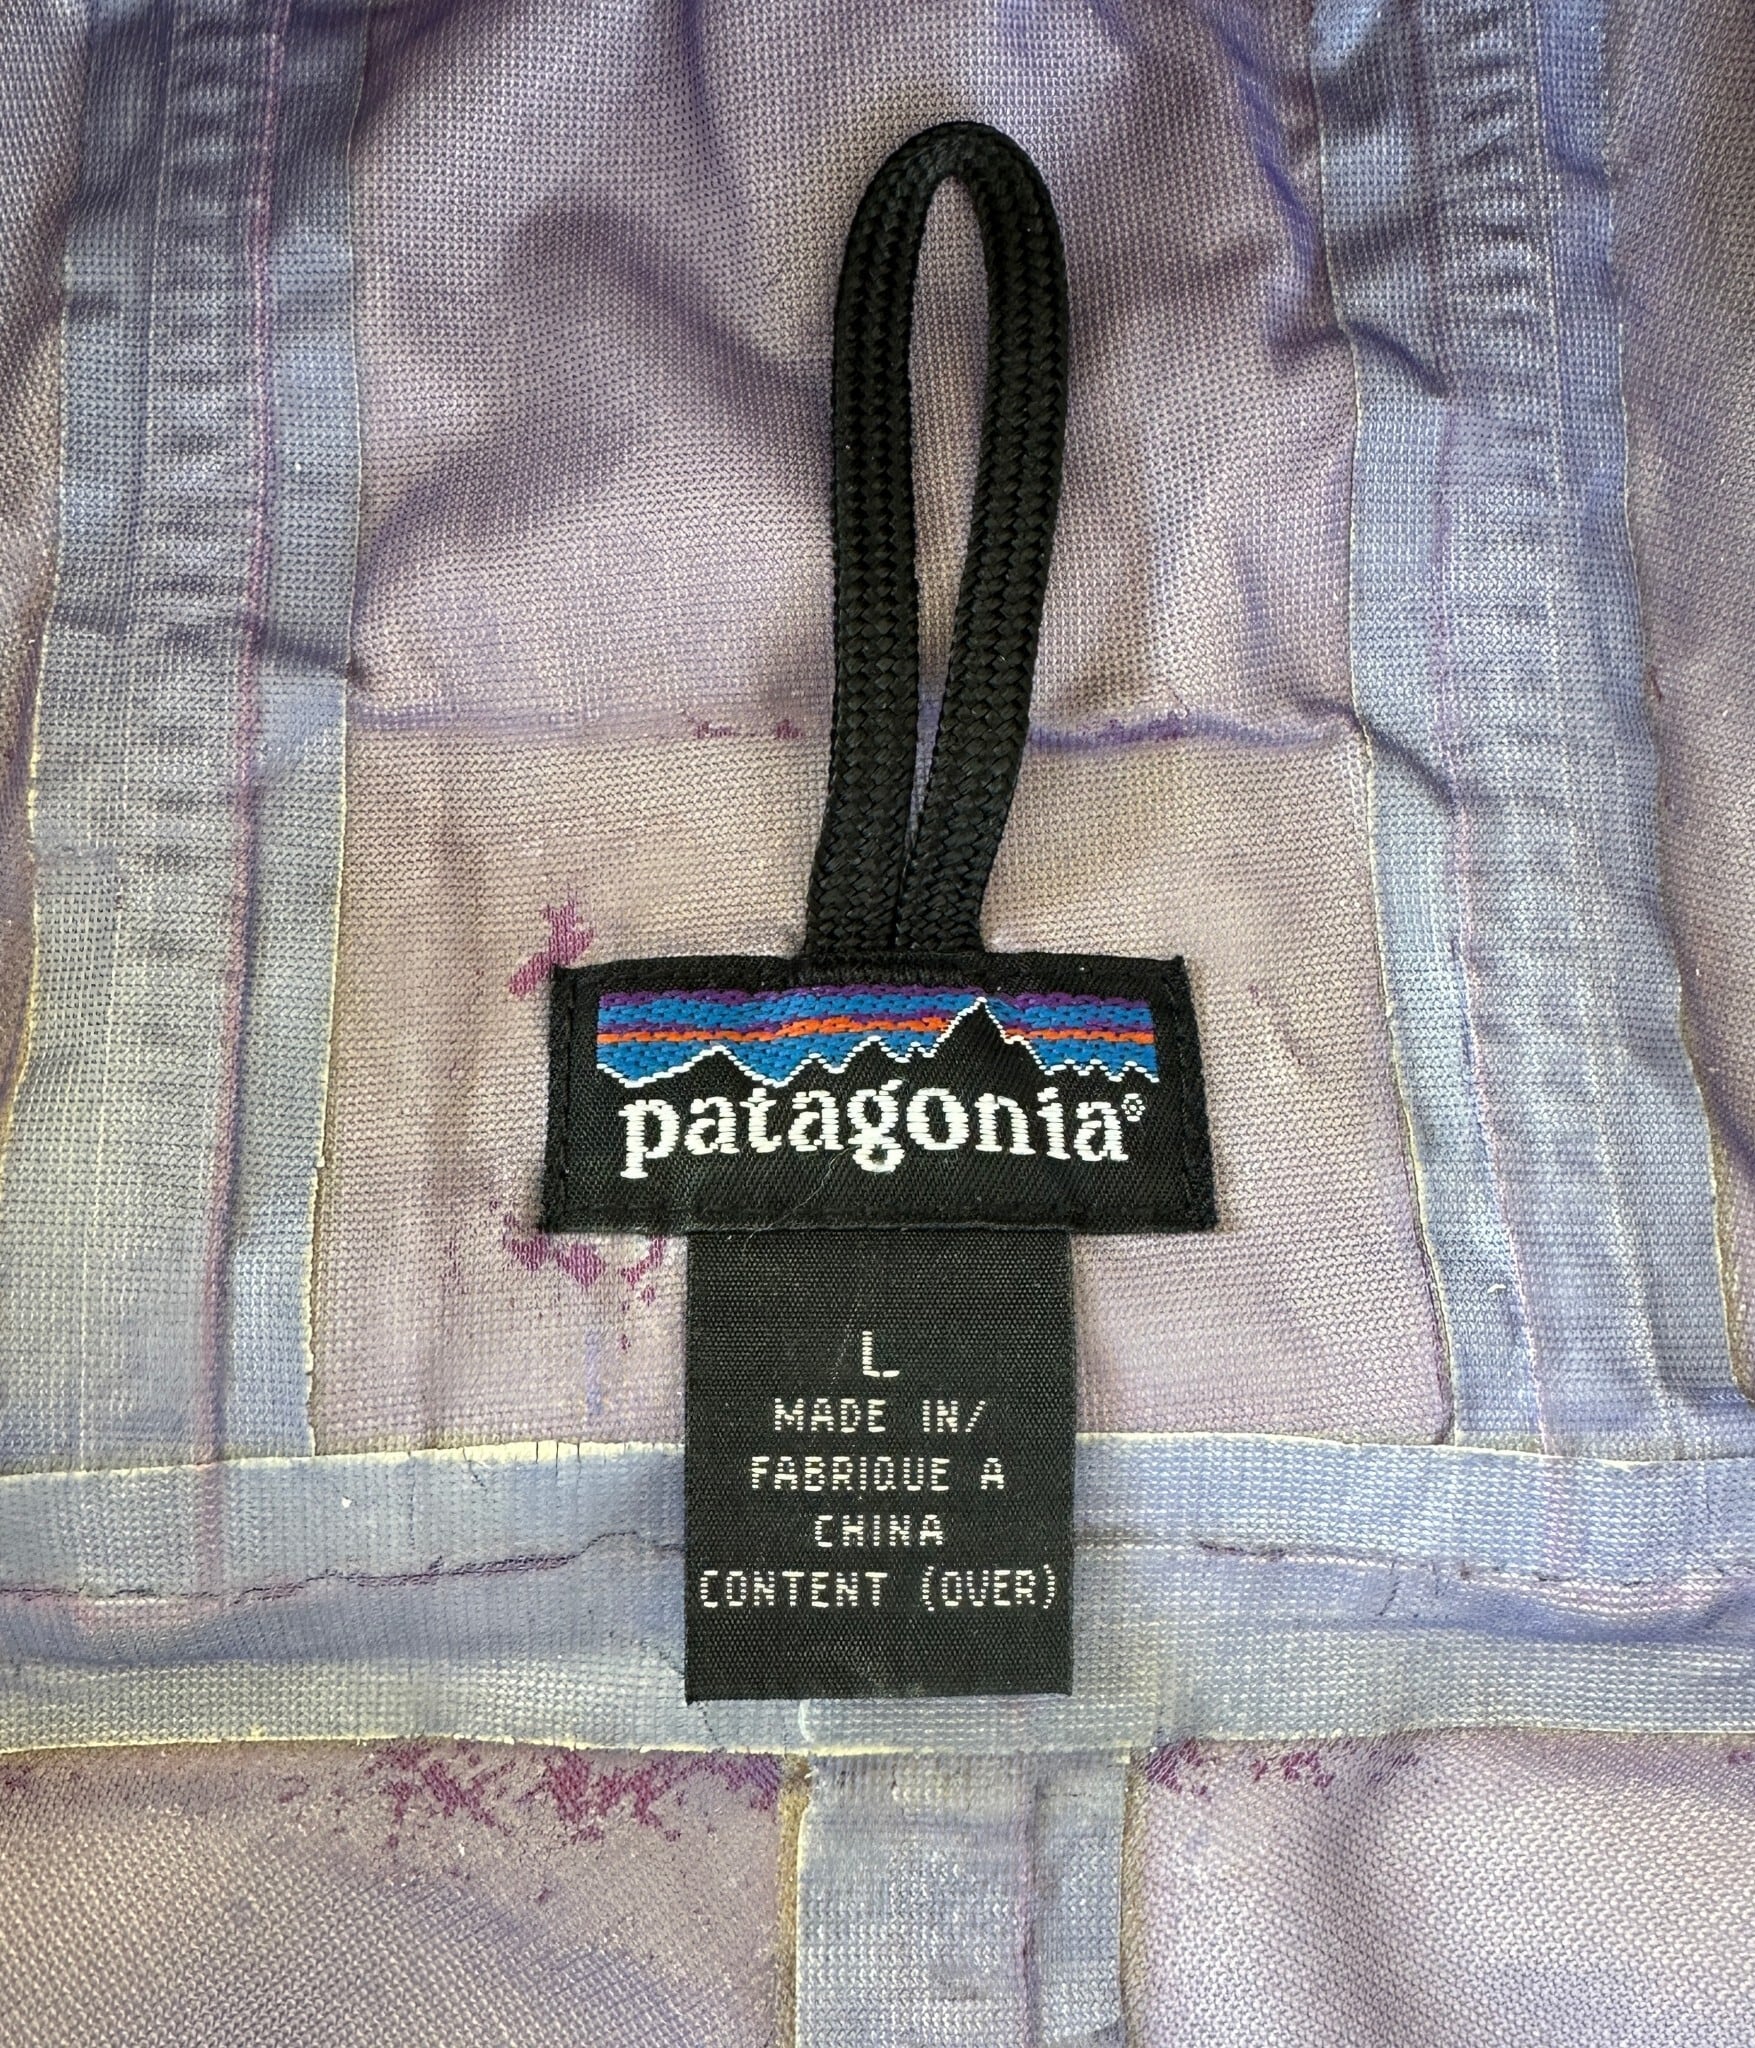 patagonia®
L
MADE IN/
FABRIQUE A
CHINA
CONTENT (OVER)